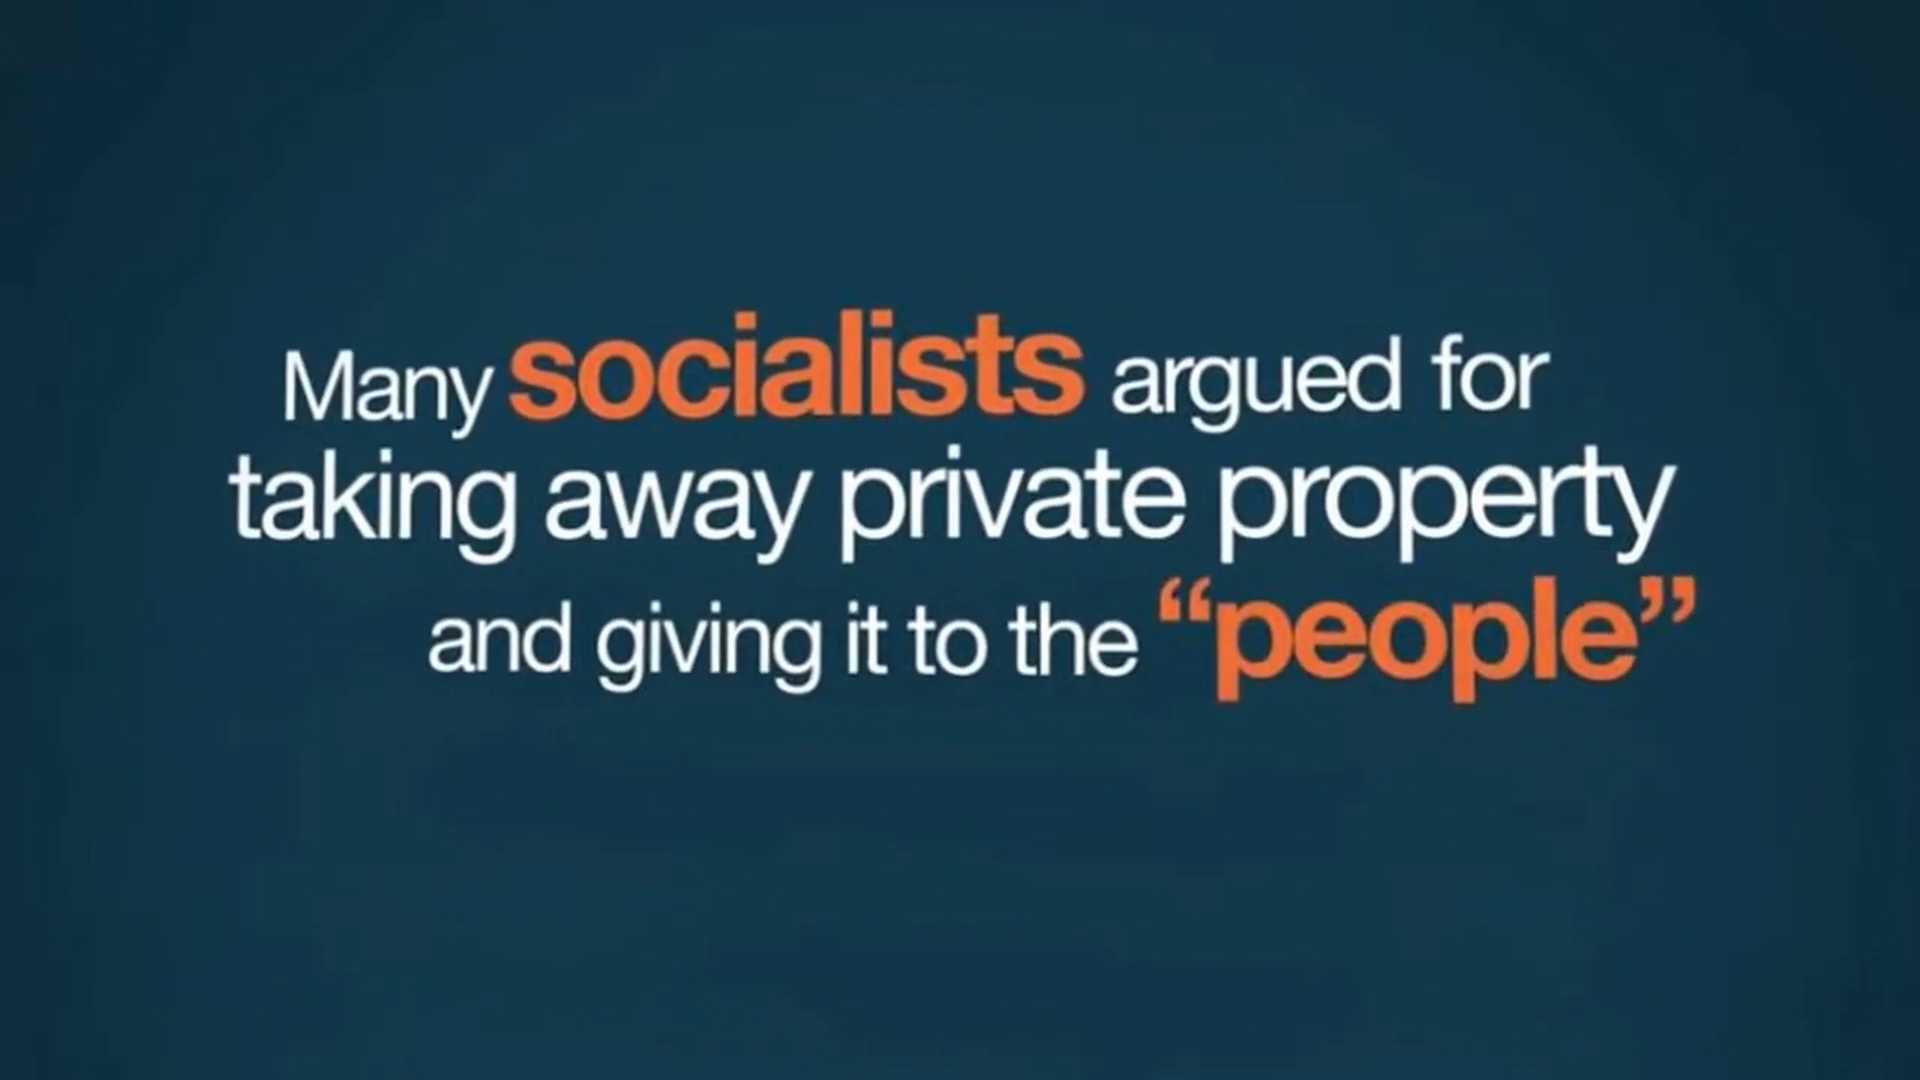 Many socialists argued for
taking away private property
and giving it to the “people”